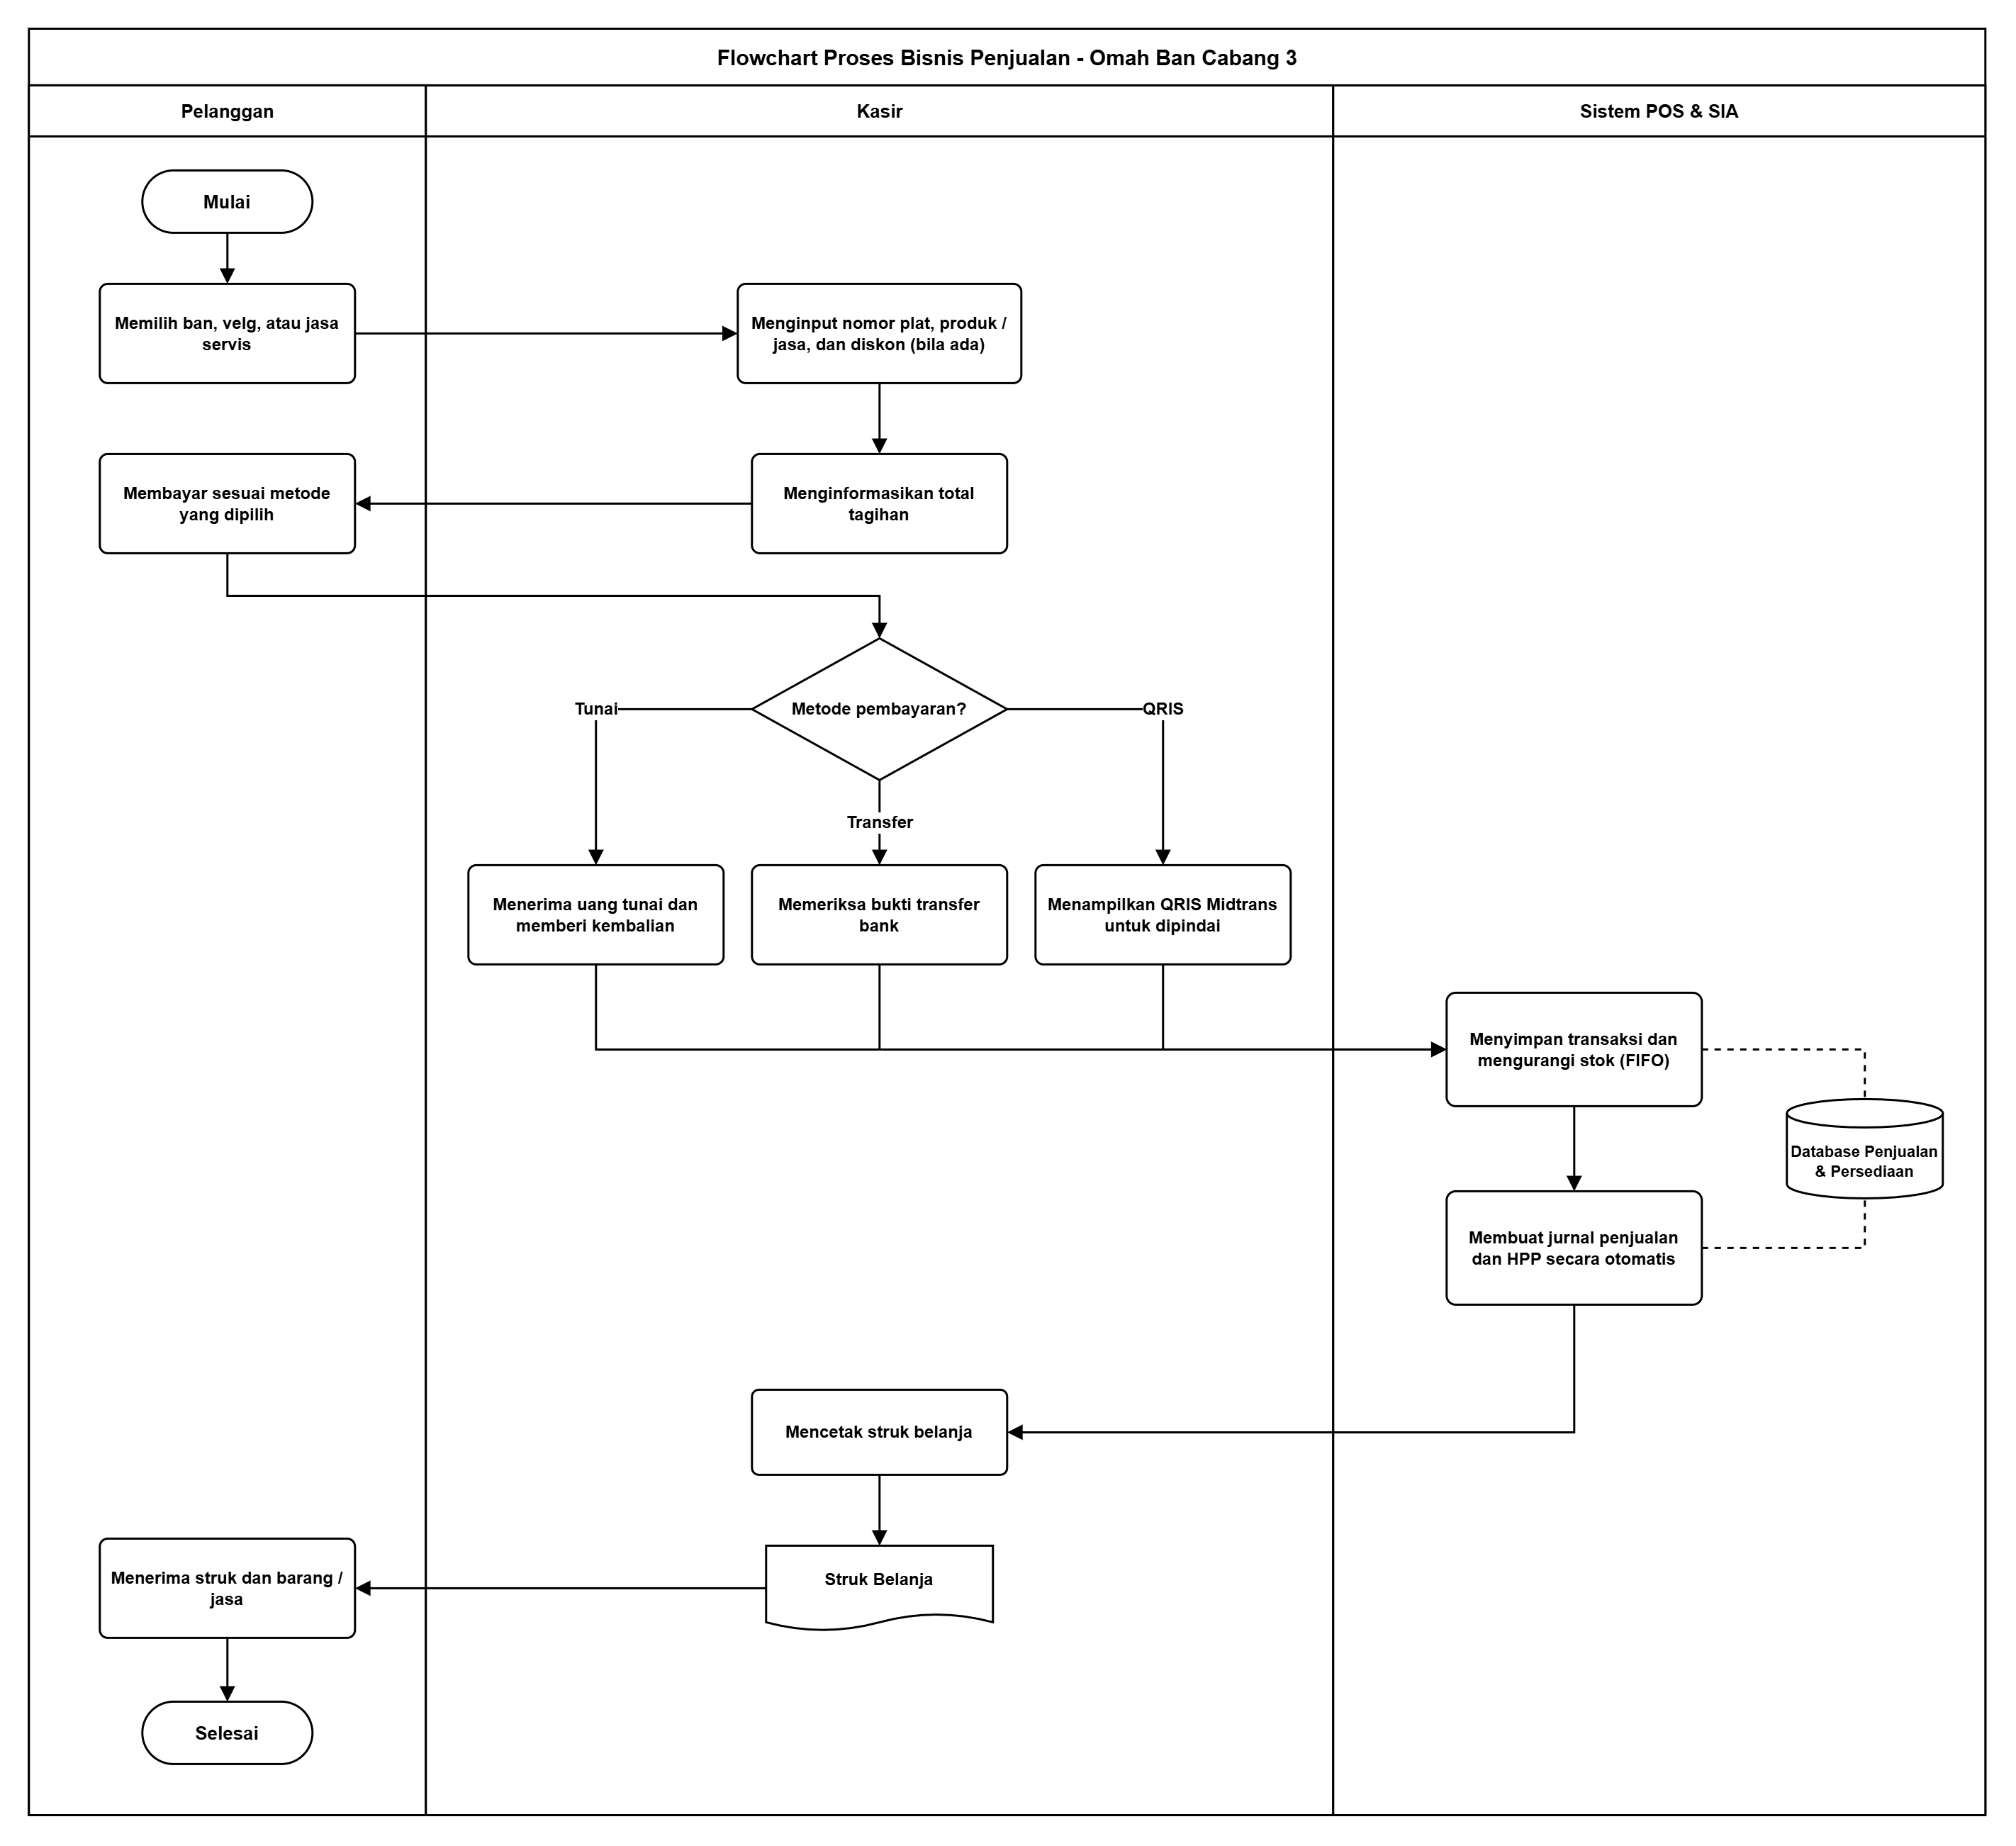 Flowchart Proses Bisnis Penjualan - Omah Ban Cabang 3
Pelanggan
Kasir
Sistem POS & SIA
Mulai
Memilih ban, velg, atau jasa
servis
Menginput nomor plat, produk /
jasa, dan diskon (bila ada)
Membayar sesuai metode
yang dipilih
Menginformasikan total
tagihan
Metode pembayaran?
Tunai
QRIS
Transfer
Menerima uang tunai dan
memberi kembalian
Memeriksa bukti transfer
bank
Menampilkan QRIS Midtrans
untuk dipindai
Menyimpan transaksi dan
mengurangi stok (FIFO)
Database Penjualan
& Persediaan
Membuat jurnal penjualan
dan HPP secara otomatis
Mencetak struk belanja
Struk Belanja
Menerima struk dan barang /
jasa
Selesai